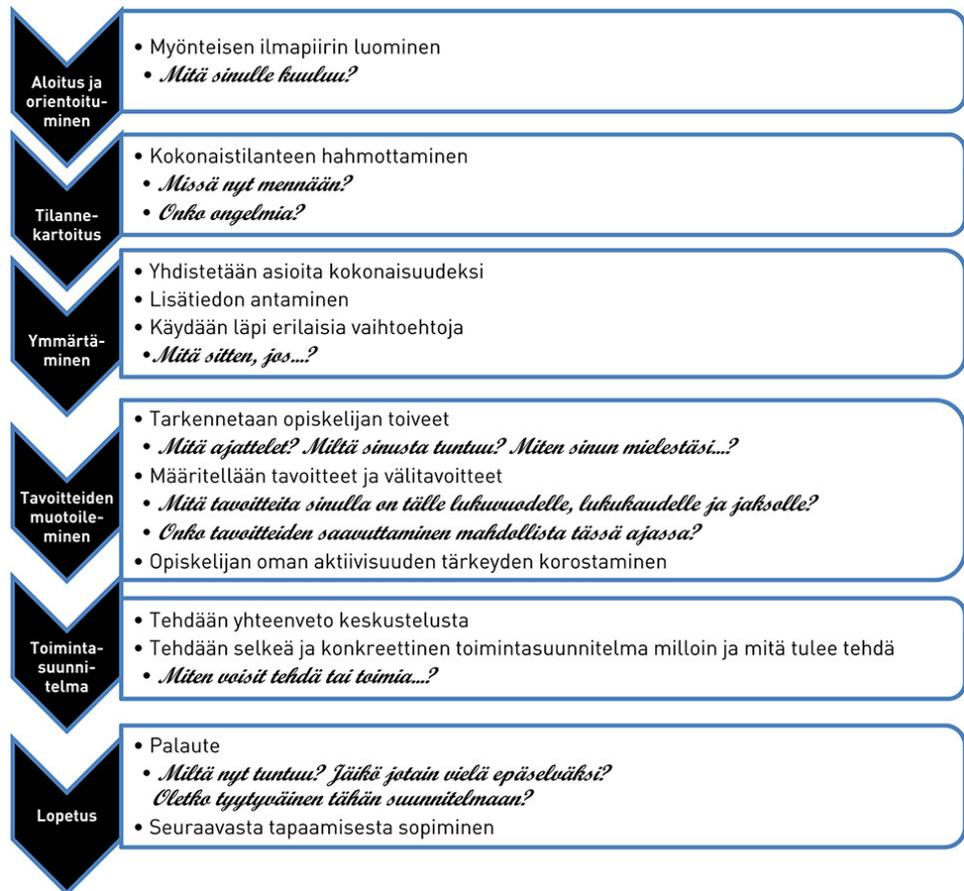 Aloitus ja
orientoitu-
minen
• Myönteisen ilmapiirin luominen
• Mitä sinulle kuuluu?
Tilanne-
kartoitus
• Kokonaistilanteen hahmottaminen
• Missä nyt mennään?
• Onko ongelmia?
Ymmärtä-
minen
• Yhdistetään asioita kokonaisuudeksi
• Lisätiedon antaminen
• Käydään läpi erilaisia vaihtoehtoja
• Mitä sitten, jos...?
Tavoitteiden
muotoile-
minen
• Tarkennetaan opiskelijan toiveet
• Mitä ajattelet? Miltä sinusta tuntuu? Miten sinun mielestäsi...?
• Määritellään tavoitteet ja välitavoitteet
• Mitä tavoitteita sinulla on tälle lukuvuodelle, lukukaudelle ja jaksolle?
• Onko tavoitteiden saavuttaminen mahdollista tässä ajassa?
• Opiskelijan oman aktiivisuuden tärkeyden korostaminen
Toiminta-
suunni-
telma
• Tehdään yhteenveto keskustelusta
• Tehdään selkeä ja konkreettinen toimintasuunnitelma milloin ja mitä tulee tehdä
• Miten voisit tehdä tai toimia...?
Lopetus
• Palaute
• Miltä nyt tuntuu? Jäikö jotain vielä epäselväksi?
Oletko tyytyväinen tähän suunnitelmaan?
• Seuraavasta tapaamisesta sopiminen